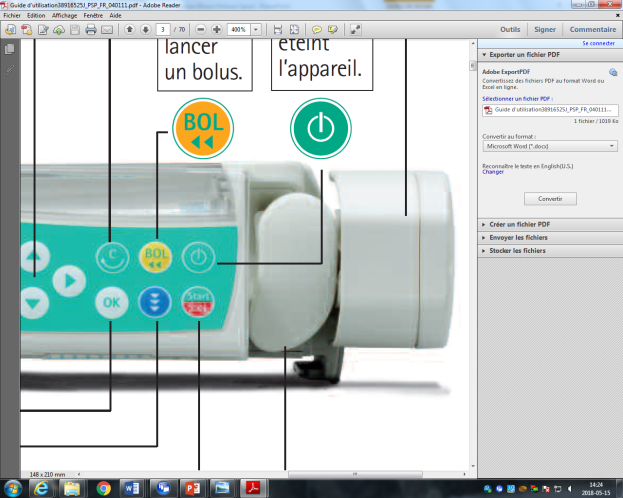 Guide d'utilisation38916525J_PSP_FR_040111.pdf - Adobe Reader
Fichier Edition Affichage Fenêtre Aide
3 / 70
400%
Outils
Signer
Commentaire
lancer
un bolus.
éteint
l'appareil.
BOL
C
BOL
OK
Start
Stop
148 x 210 mm
Se connecter
Exporter un fichier PDF
Adobe ExportPDF
Convertissez des fichiers PDF au format Word ou
Excel en ligne.
Sélectionner un fichier PDF :
Guide d'utilisation38916525J_PSP_FR_040111...
1 fichier / 1019 Ko
Convertir au format :
Microsoft Word (*.docx)
Reconnaître le texte en English(U.S.)
Changer
Convertir
Créer un fichier PDF
Envoyer les fichiers
Stocker les fichiers
14:24
2018-05-15